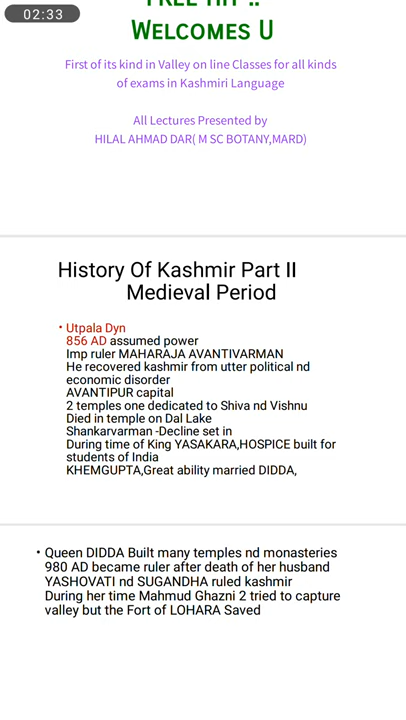 02:33
FREE HIT ..
WELCOMES U
First of its kind in Valley on line Classes for all kinds
of exams in Kashmiri Language
All Lectures Presented by
HILAL AHMAD DAR( M SC BOTANY,MARD)
History Of Kashmir Part II
Medieval Period
• Utpala Dyn
856 AD assumed power
Imp ruler MAHARAJA AVANTIVARMAN
He recovered kashmir from utter political nd
economic disorder
AVANTIPUR capital
2 temples one dedicated to Shiva nd Vishnu
Died in temple on Dal Lake
Shankarvarman -Decline set in
During time of King YASAKARA,HOSPICE built for
students of India
KHEMGUPTA,Great ability married DIDDA,
• Queen DIDDA Built many temples nd monasteries
980 AD became ruler after death of her husband
YASHOVATI nd SUGANDHA ruled kashmir
During her time Mahmud Ghazni 2 tried to capture
valley but the Fort of LOHARA Saved